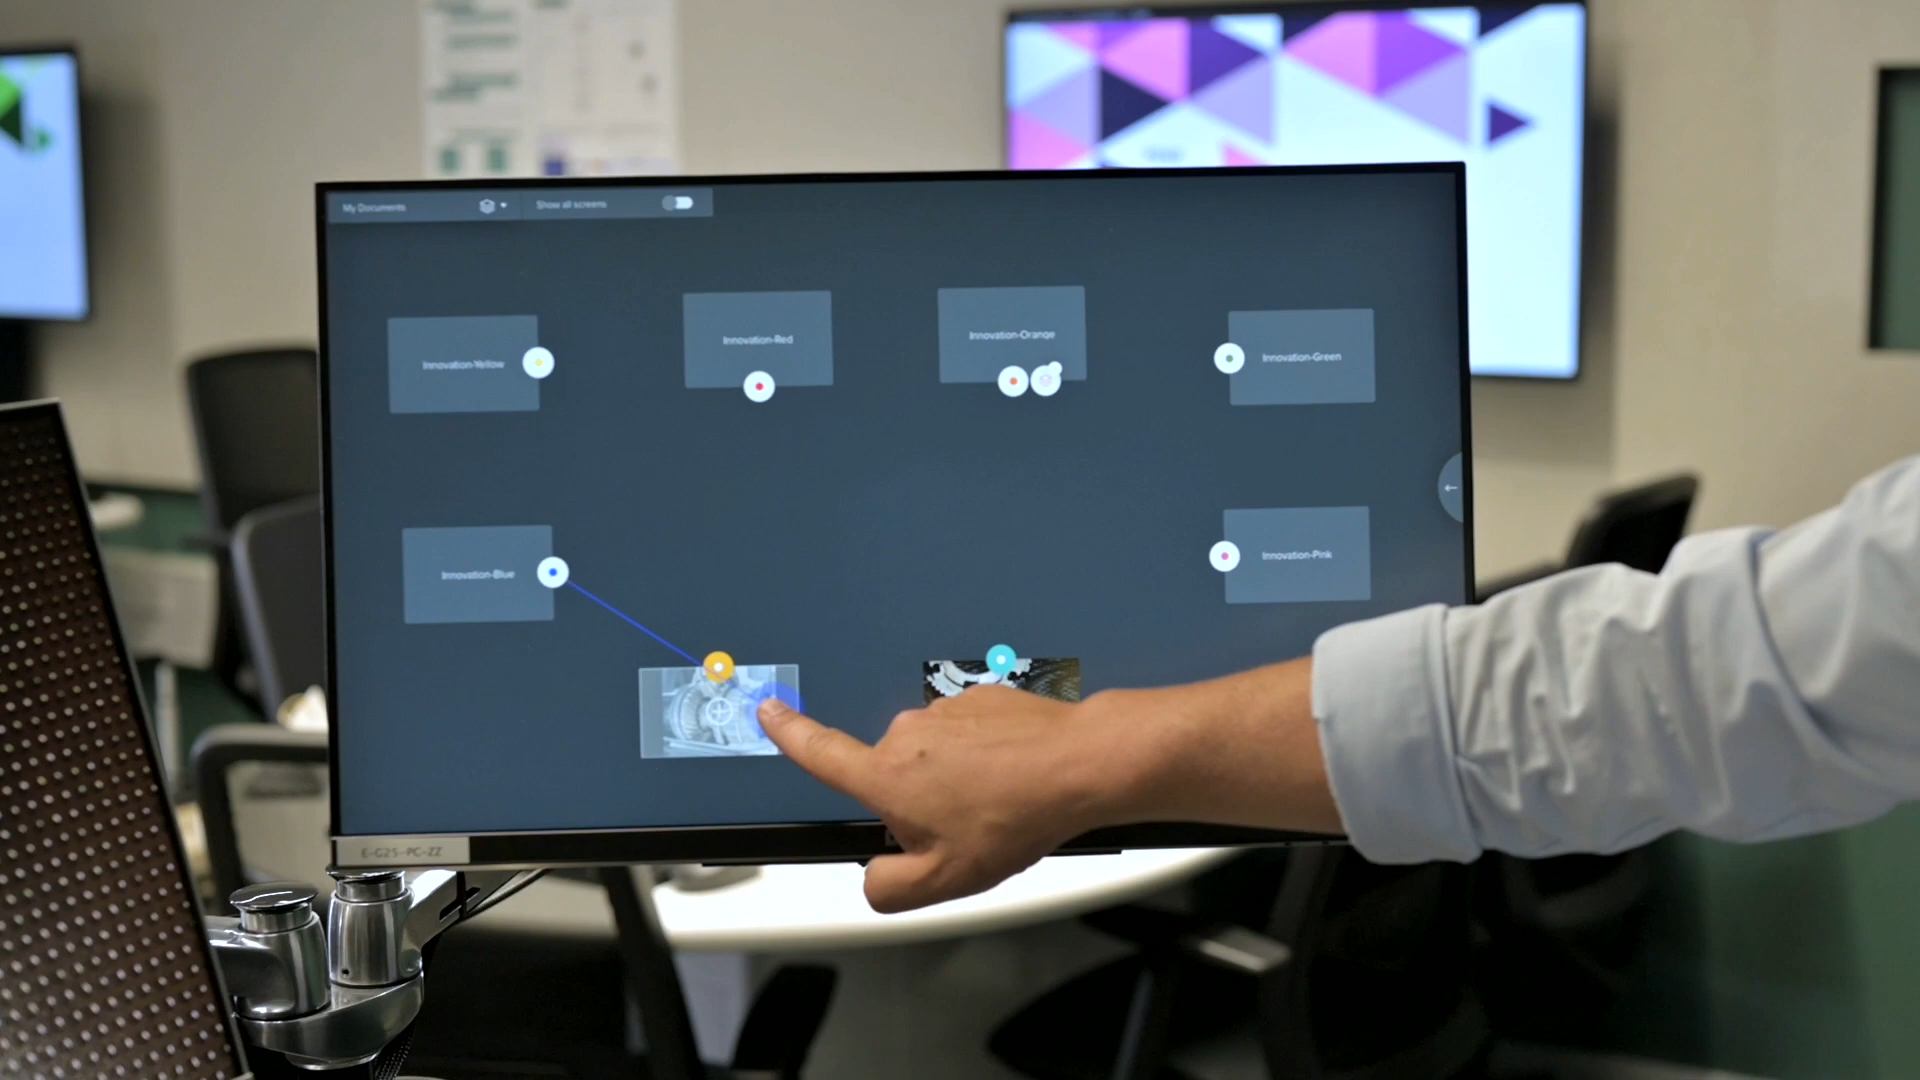 My Documents
Show all screens
Innovation-Yellow
Innovation-Red
Innovation-Orange
Innovation-Green
Innovation-Blue
Innovation-Pink
E-G25-PC-ZZ